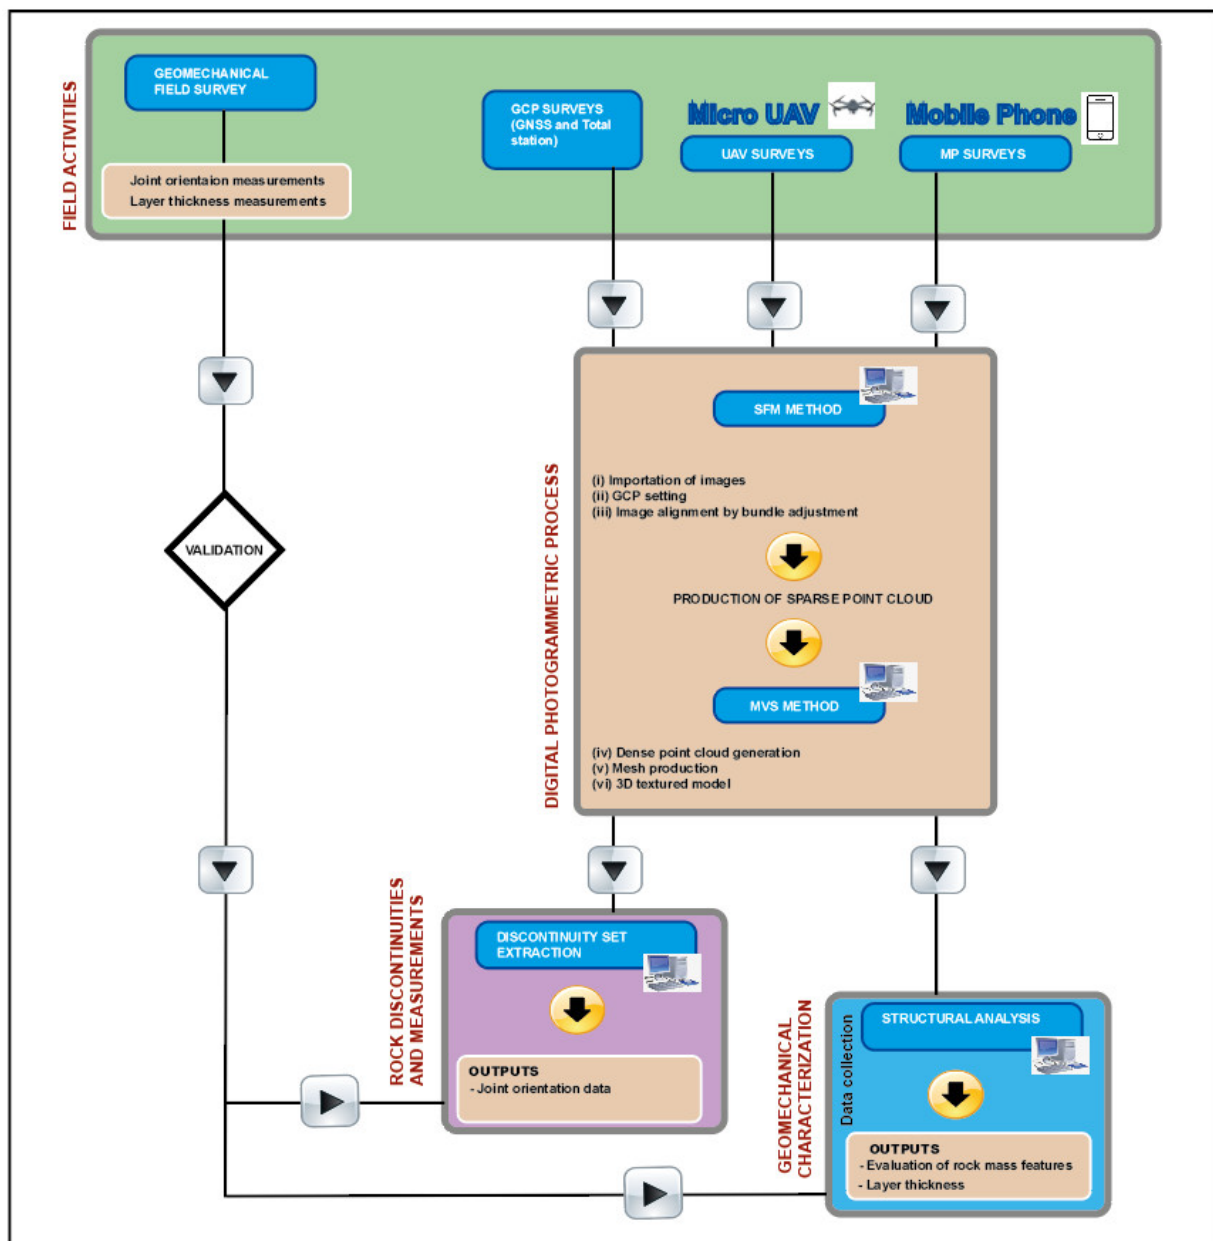 FIELD ACTIVITIES
GEOMECHANICAL
FIELD SURVEY
Joint orientaion measurements
Layer thickness measurements
GCP SURVEYS
(GNSS and Total
station)
Micro UAV
UAV SURVEYS
Mobile Phone
MP SURVEYS
VALIDATION
DIGITAL PHOTOGRAMMETRIC PROCESS
SFM METHOD
(i) Importation of images
(ii) GCP setting
(iii) Image alignment by bundle adjustment
PRODUCTION OF SPARSE POINT CLOUD
MVS METHOD
(iv) Dense point cloud generation
(v) Mesh production
(vi) 3D textured model
ROCK DISCONTINUITIES
AND MEASUREMENTS
DISCONTINUITY SET
EXTRACTION
OUTPUTS
- Joint orientation data
GEOMECHANICAL
CHARACTERIZATION
Data collection
STRUCTURAL ANALYSIS
OUTPUTS
- Evaluation of rock mass features
- Layer thickness